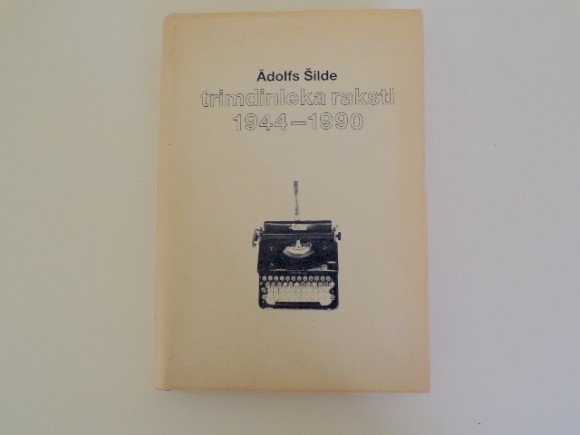 Ādolfs Šilde
trimdinieka raksti
1944–1990